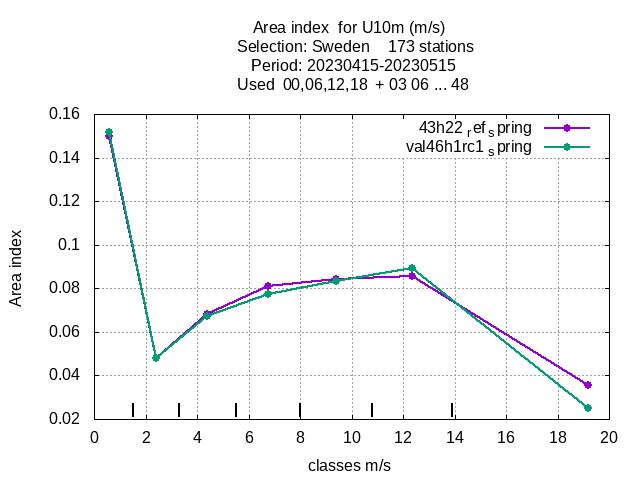 Area index  for U10m (m/s)
Selection: Sweden    173 stations
Period: 20230415-20230515
Used  00,06,12,18  + 03 06 ... 48
0.16
43h22 ref spring
val46h1rc1 spring
0.14
0.12
0.1
0.08
0.06
0.04
0.02
Area index
0 2 4 6 8 10 12 14 16 18 20
classes m/s